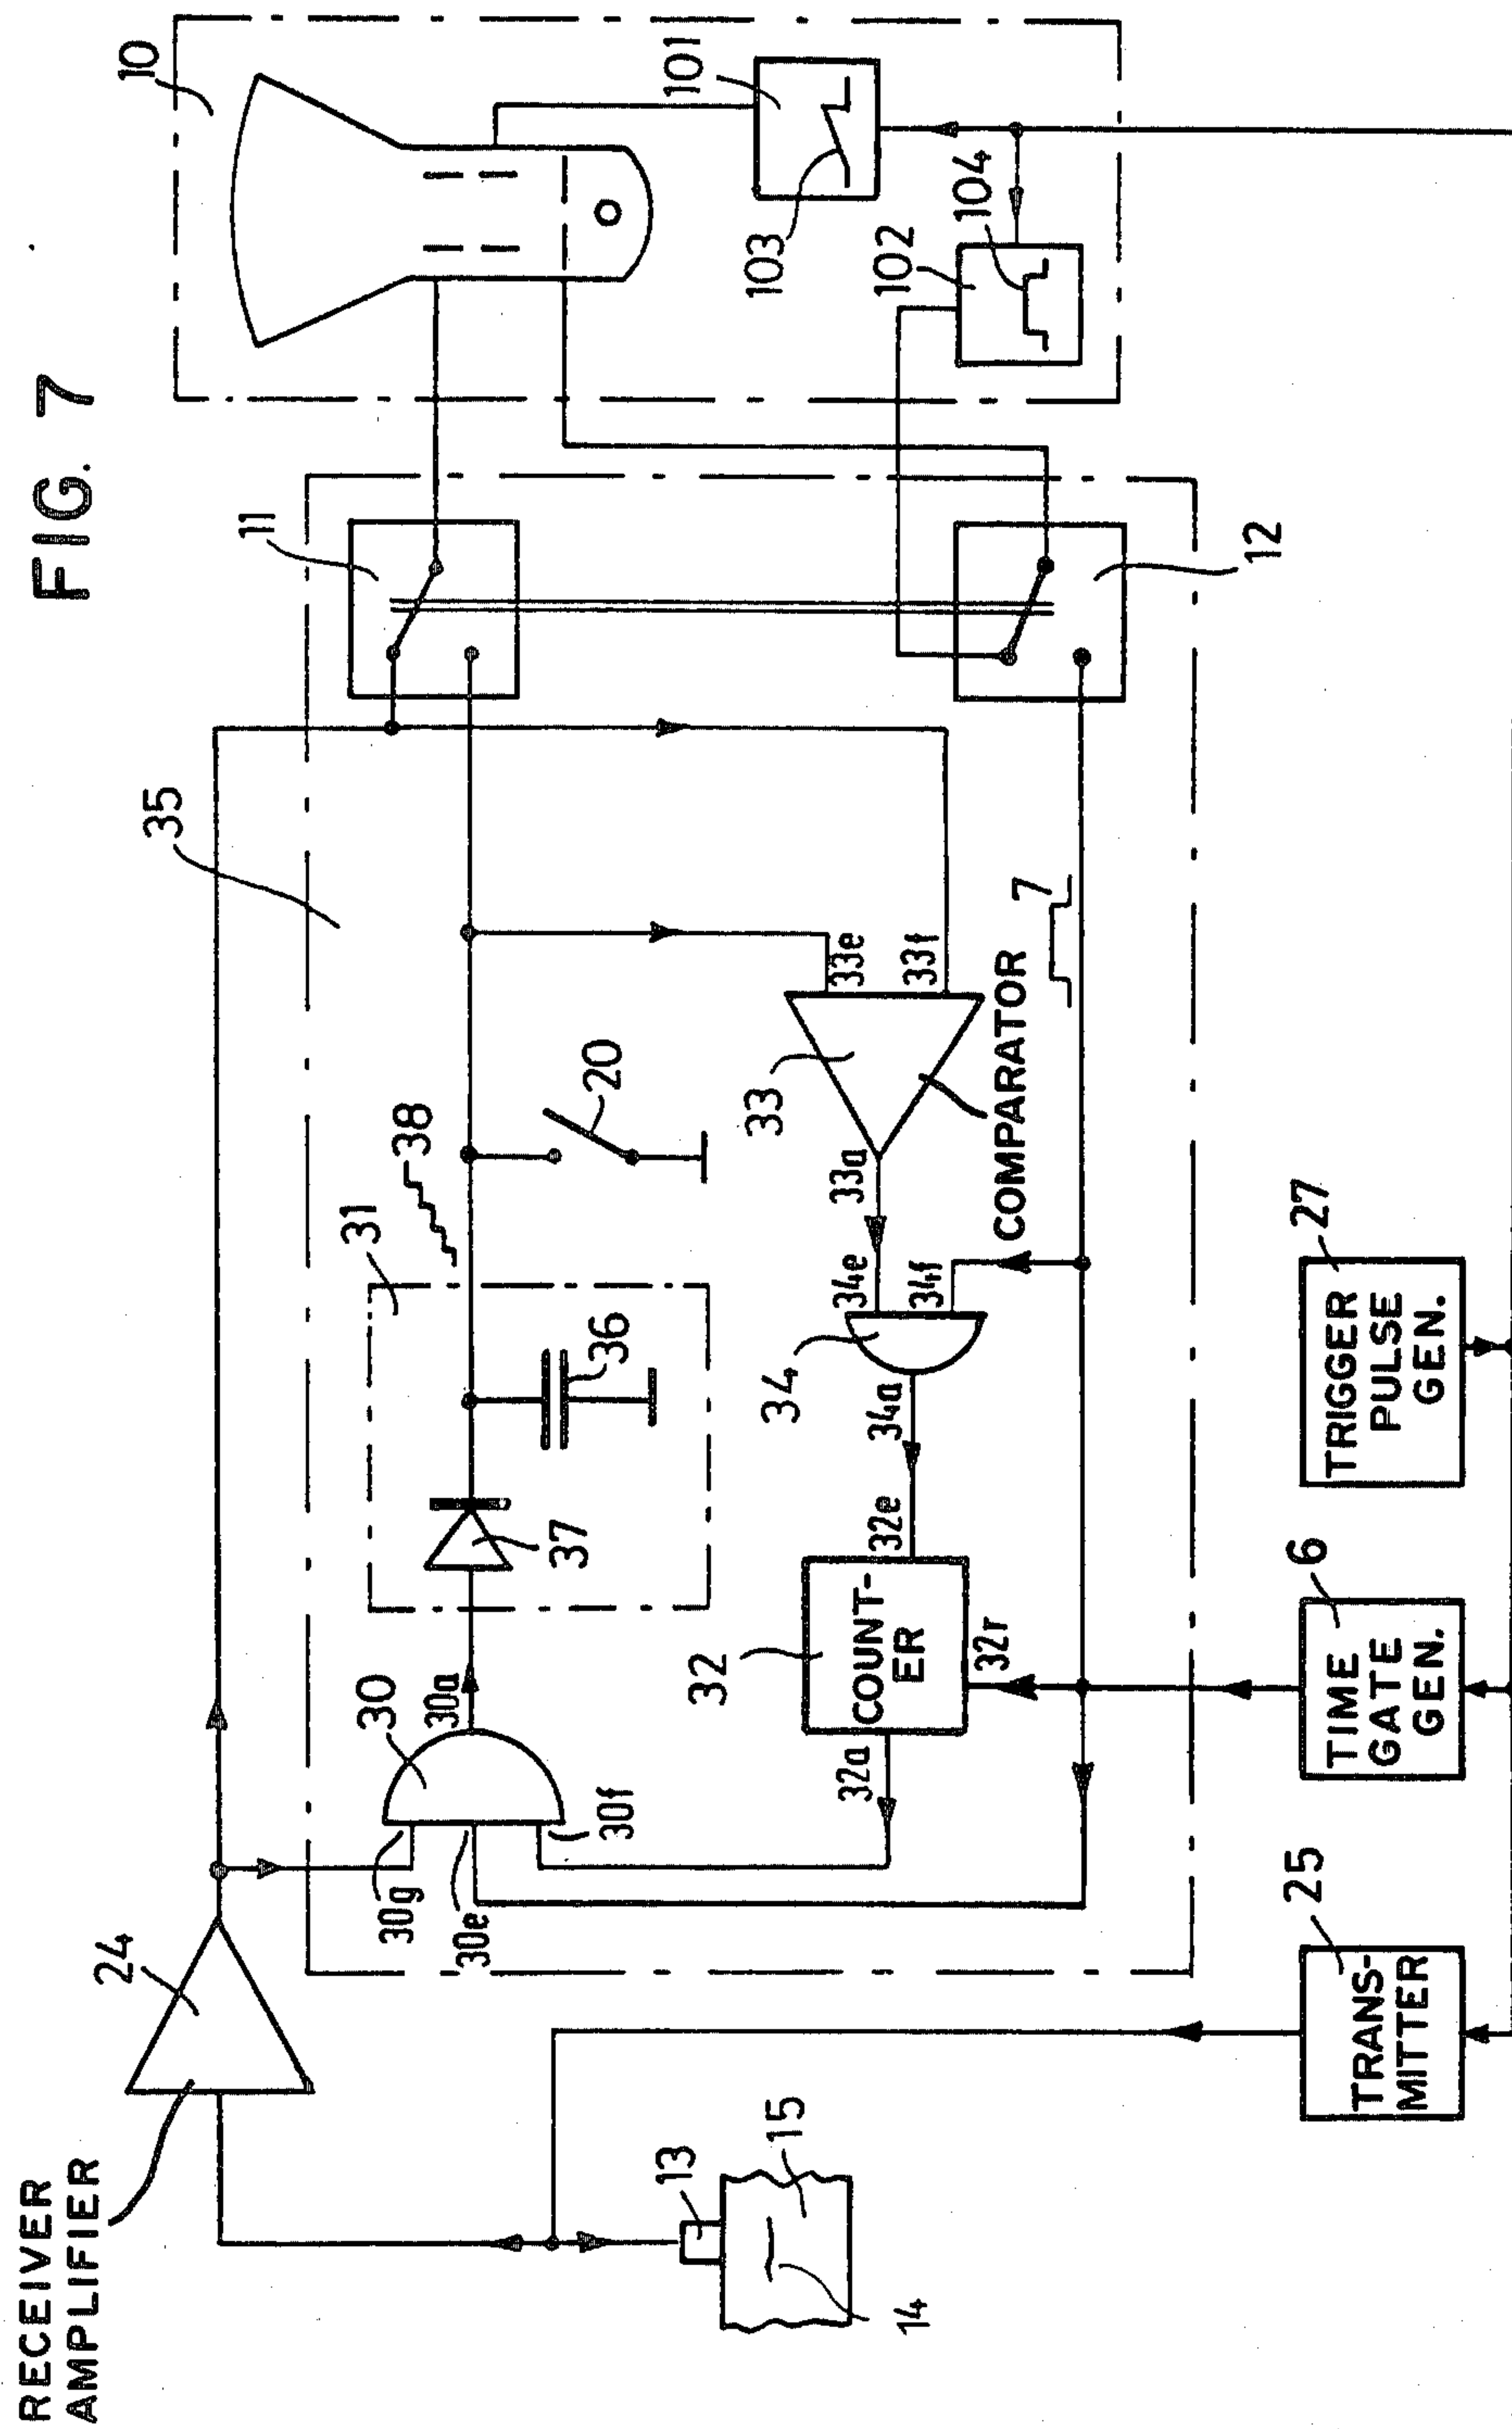 FIG. 7
RECEIVER
AMPLIFIER
24
35
11
10
30g
30e
30f
30
30a
31
37
36
38
20
13
15
14
32a
32
COUNT-
ER
32r
32e
34a
34
34e
34f
33a
33
33e
33f
COMPARATOR
7
12
101
103
102
104
25
TRANS-
MITTER
6
TIME
GATE
GEN.
27
TRIGGER
PULSE
GEN.